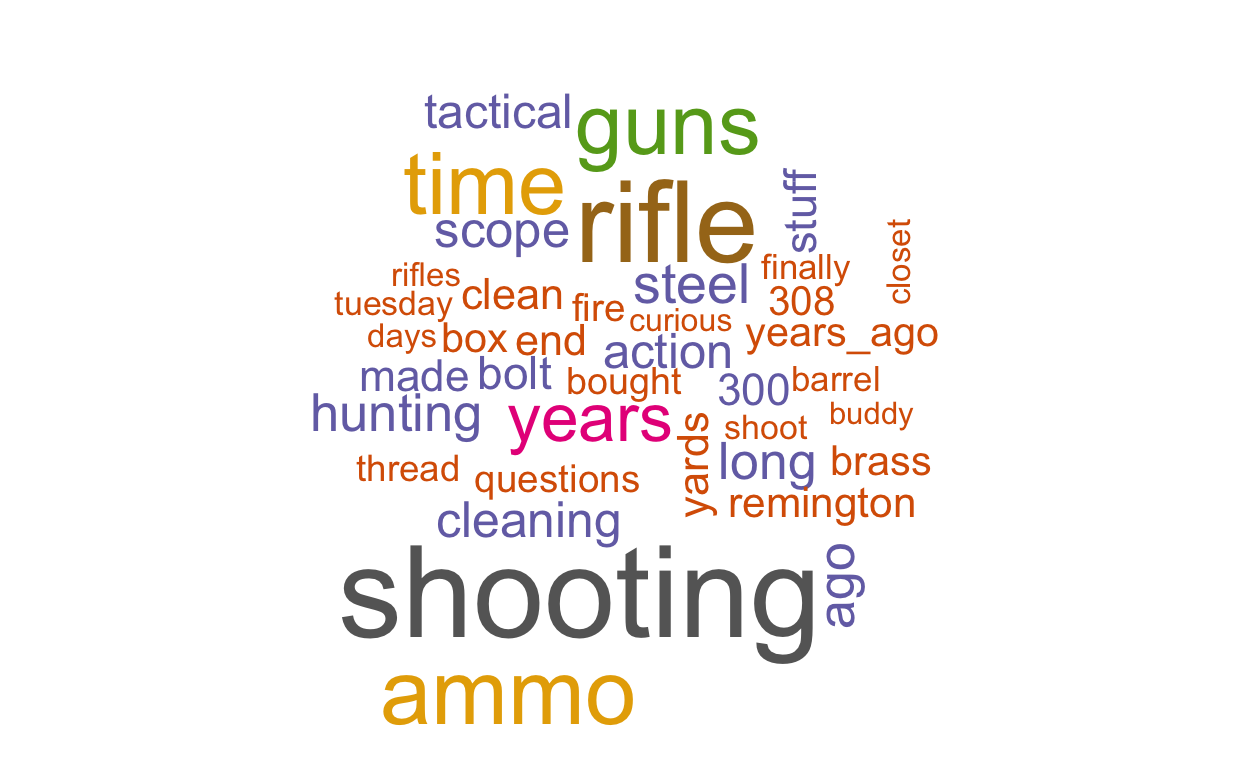 tactical
guns
time
rifle
stuff
scope
closet
steel
finally
rifles
clean
308
tuesday
fire
curious
years_ago
days
box
end
action
made
bolt
bought
300
barrel
hunting
years
buddy
yards
shoot
long
brass
thread
questions
remington
cleaning
shooting
ago
ammo